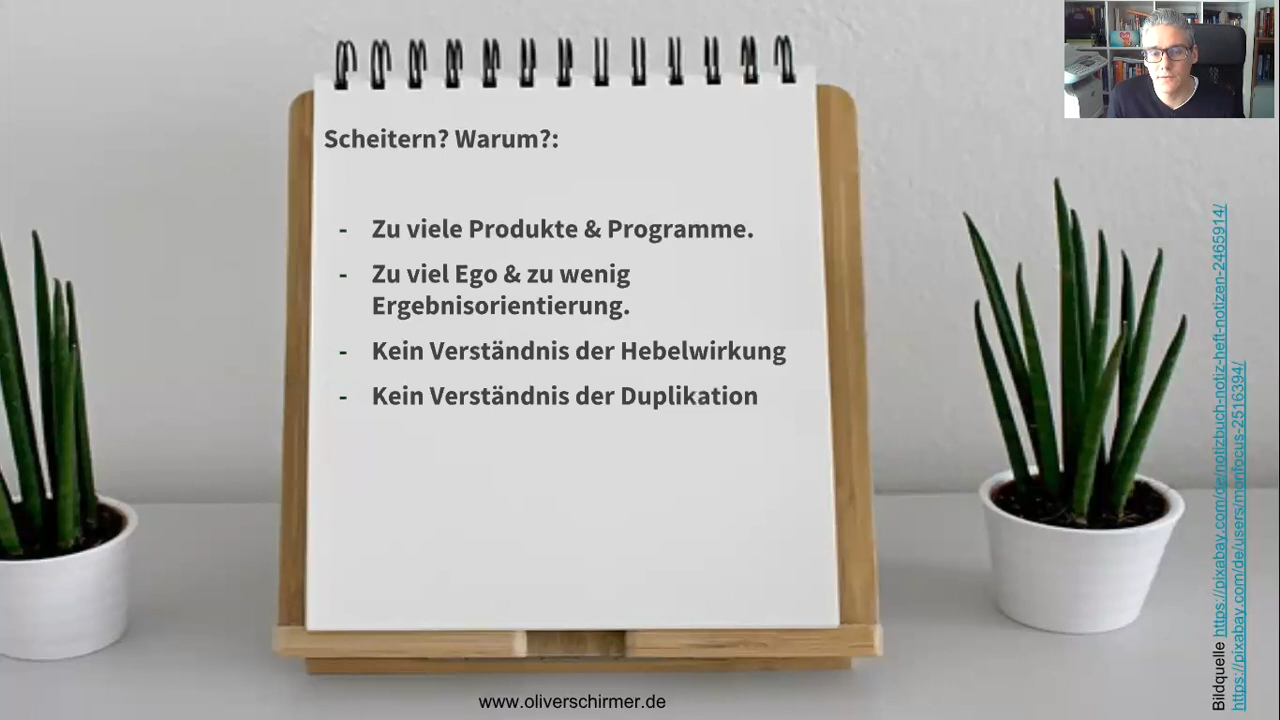 Scheitern? Warum?:
- Zu viele Produkte & Programme.
- Zu viel Ego & zu wenig
Ergebnisorientierung.
- Kein Verständnis der Hebelwirkung
- Kein Verständnis der Duplikation
www.oliverschirmer.de
Bildquelle https://pixabay.com/de/notizbuch-notiz-heft-notizen-2465914/
https://pixabay.com/de/users/monfocus-2516394/